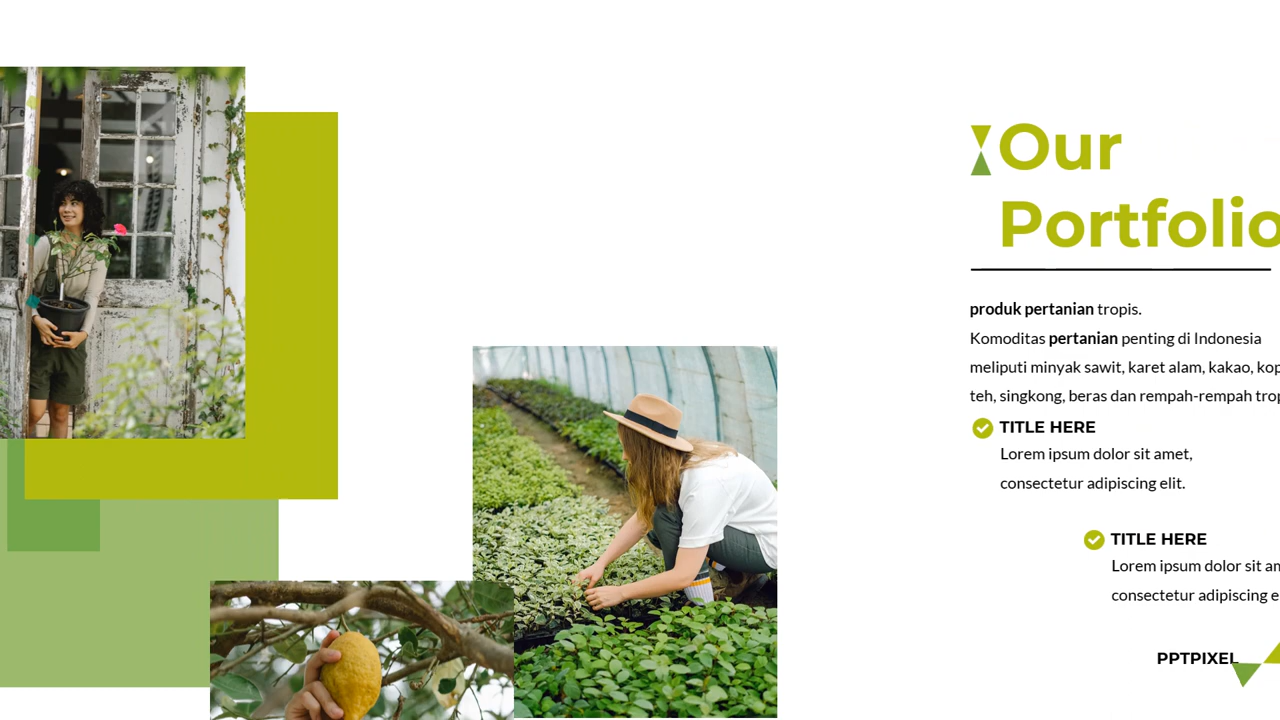 Our
Portfolio
produk pertanian tropis.
Komoditas pertanian penting di Indonesia
meliputi minyak sawit, karet alam, kakao,
teh, singkong, beras dan rempah-rempah
TITLE HERE
Lorem ipsum dolor sit amet,
consectetur adipiscing elit.
TITLE HERE
Lorem ipsum dolor sit
consectetur adipiscing
PPTPIXEL